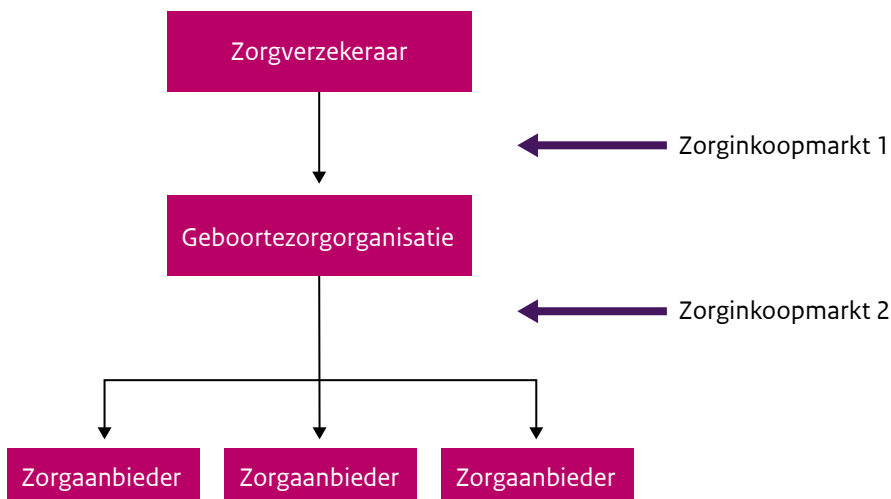 Zorgverzekeraar
Zorginkoopmarkt 1
Geboortezorgorganisatie
Zorginkoopmarkt 2
Zorgaanbieder
Zorgaanbieder
Zorgaanbieder